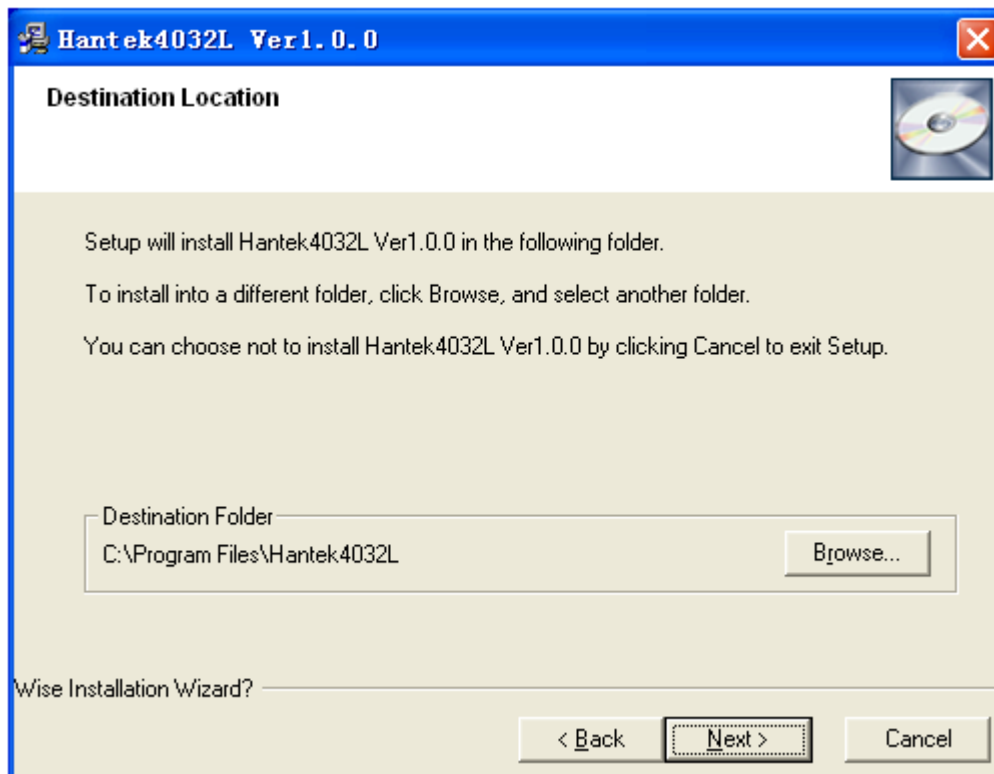 Hantek4032L Ver1.0.0
Destination Location
Setup will install Hantek4032L Ver1.0.0 in the following folder.
To install into a different folder, click Browse, and select another folder.
You can choose not to install Hantek4032L Ver1.0.0 by clicking Cancel to exit Setup.
Destination Folder
C:\Program Files\Hantek4032L
Browse...
Wise Installation Wizard?
< Back Next > Cancel